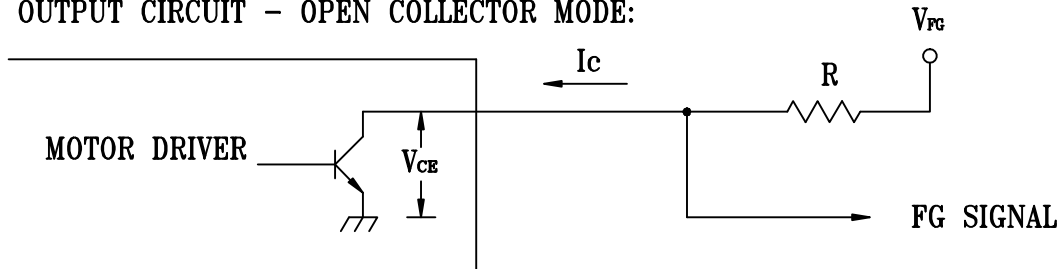 OUTPUT CIRCUIT – OPEN COLLECTOR MODE:
VFG
Ic
R
MOTOR DRIVER
VCE
FG SIGNAL